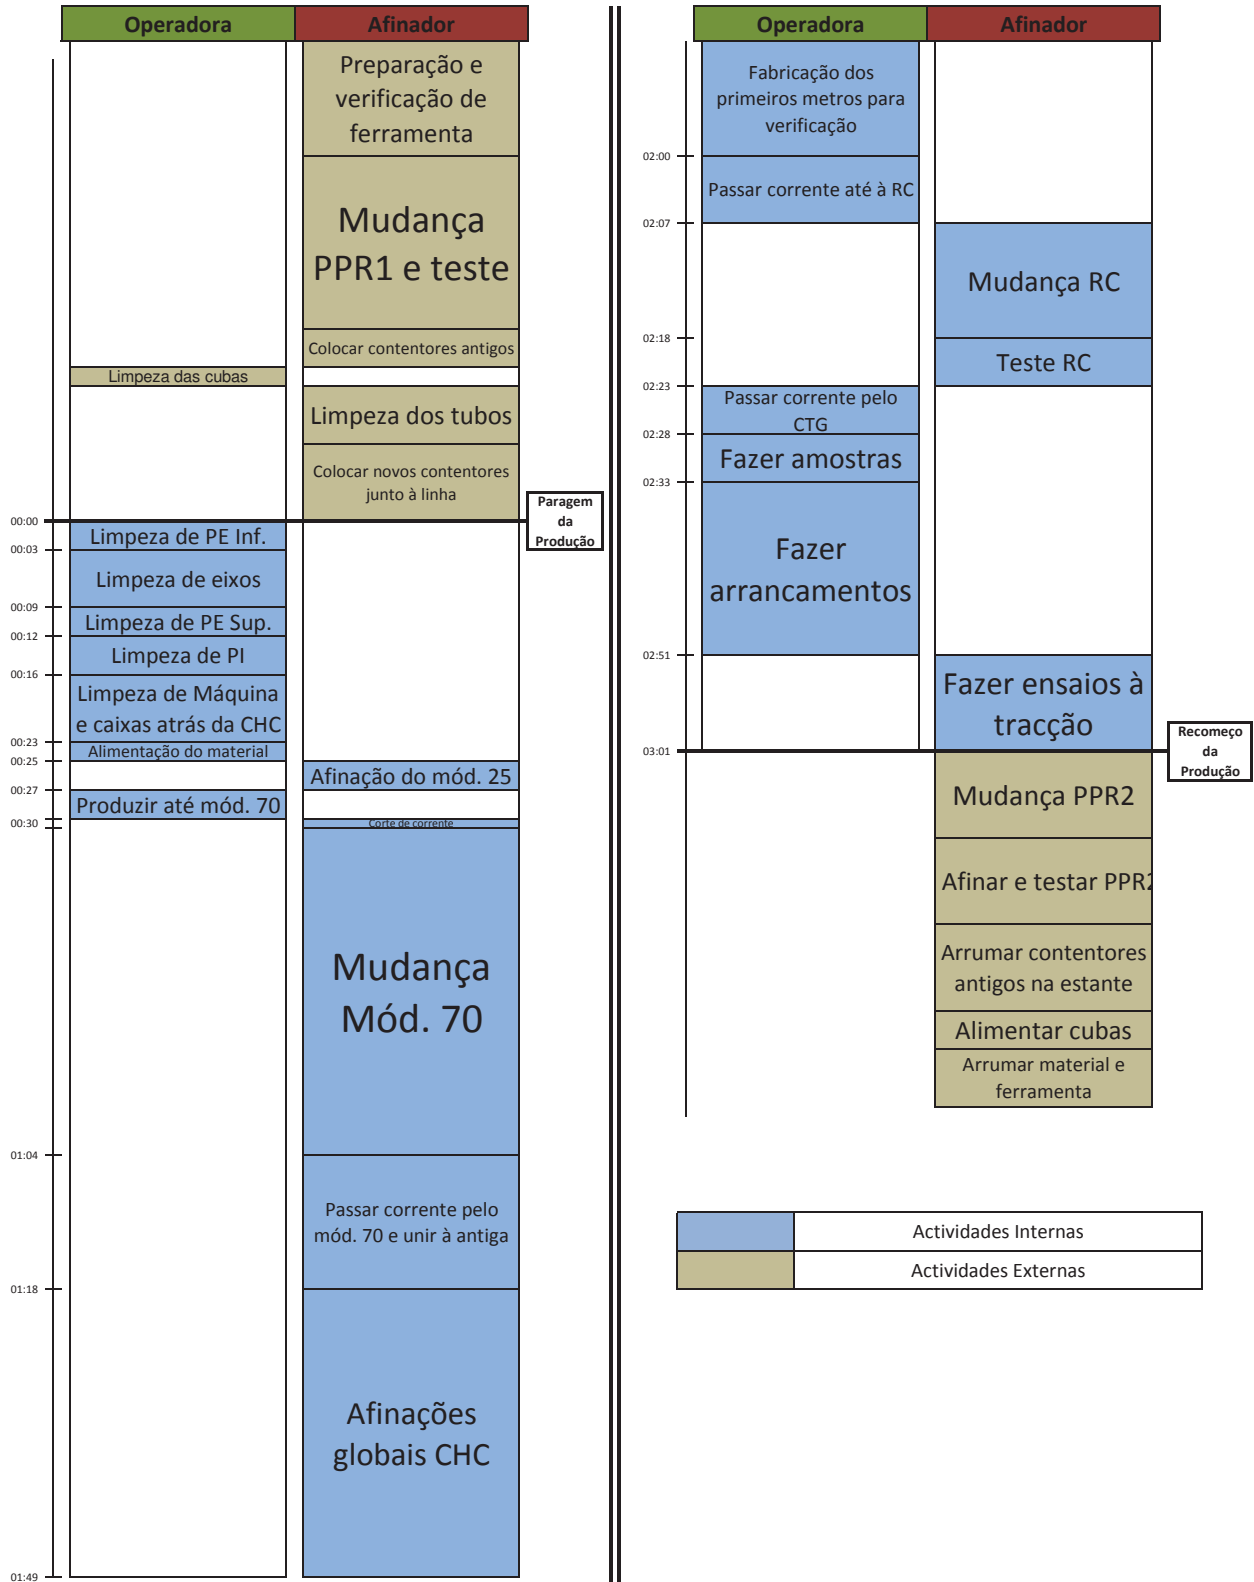 Operadora
Afinador
Preparação e
verificação de
ferramenta
Mudança
PPR1 e teste
Colocar contentores antigos
Limpeza das cubas
Limpeza dos tubos
Colocar novos contentores
junto à linha
Paragem
da
Produção
00:00
Limpeza de PE Inf.
00:03
Limpeza de eixos
00:09
Limpeza de PE Sup.
00:12
Limpeza de PI
00:16
Limpeza de Máquina
e caixas atrás da CHC
00:23
Alimentação do material
00:25
Afinação do mód. 25
00:27
Produzir até mód. 70
00:30
Corte de corrente
Mudança
Mód. 70
01:04
Passar corrente pelo
mód. 70 e unir à antiga
01:18
Afinações
globais CHC
01:49
Operadora
Afinador
Fabricação dos
primeiros metros para
verificação
02:00
Passar corrente até à RC
02:07
Mudança RC
02:18
Teste RC
02:23
Passar corrente pelo
CTG
02:28
Fazer amostras
02:33
Fazer
arrancamentos
02:51
Fazer ensaios à
tracção
03:01
Recomeço
da
Produção
Mudança PPR2
Afinar e testar PPR2
Arrumar contentores
antigos na estante
Alimentar cubas
Arrumar material e
ferramenta
Actividades Internas
Actividades Externas